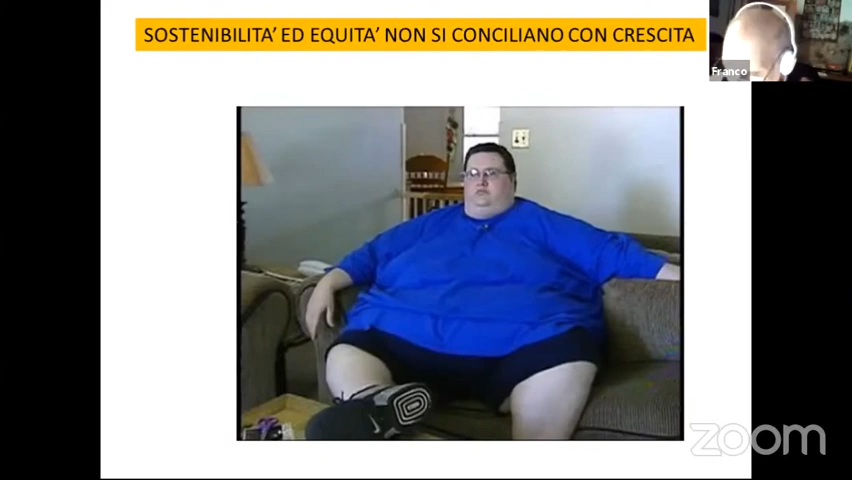 SOSTENIBILITA' ED EQUITA' NON SI CONCILIANO CON CRESCITA
Franco
zoom